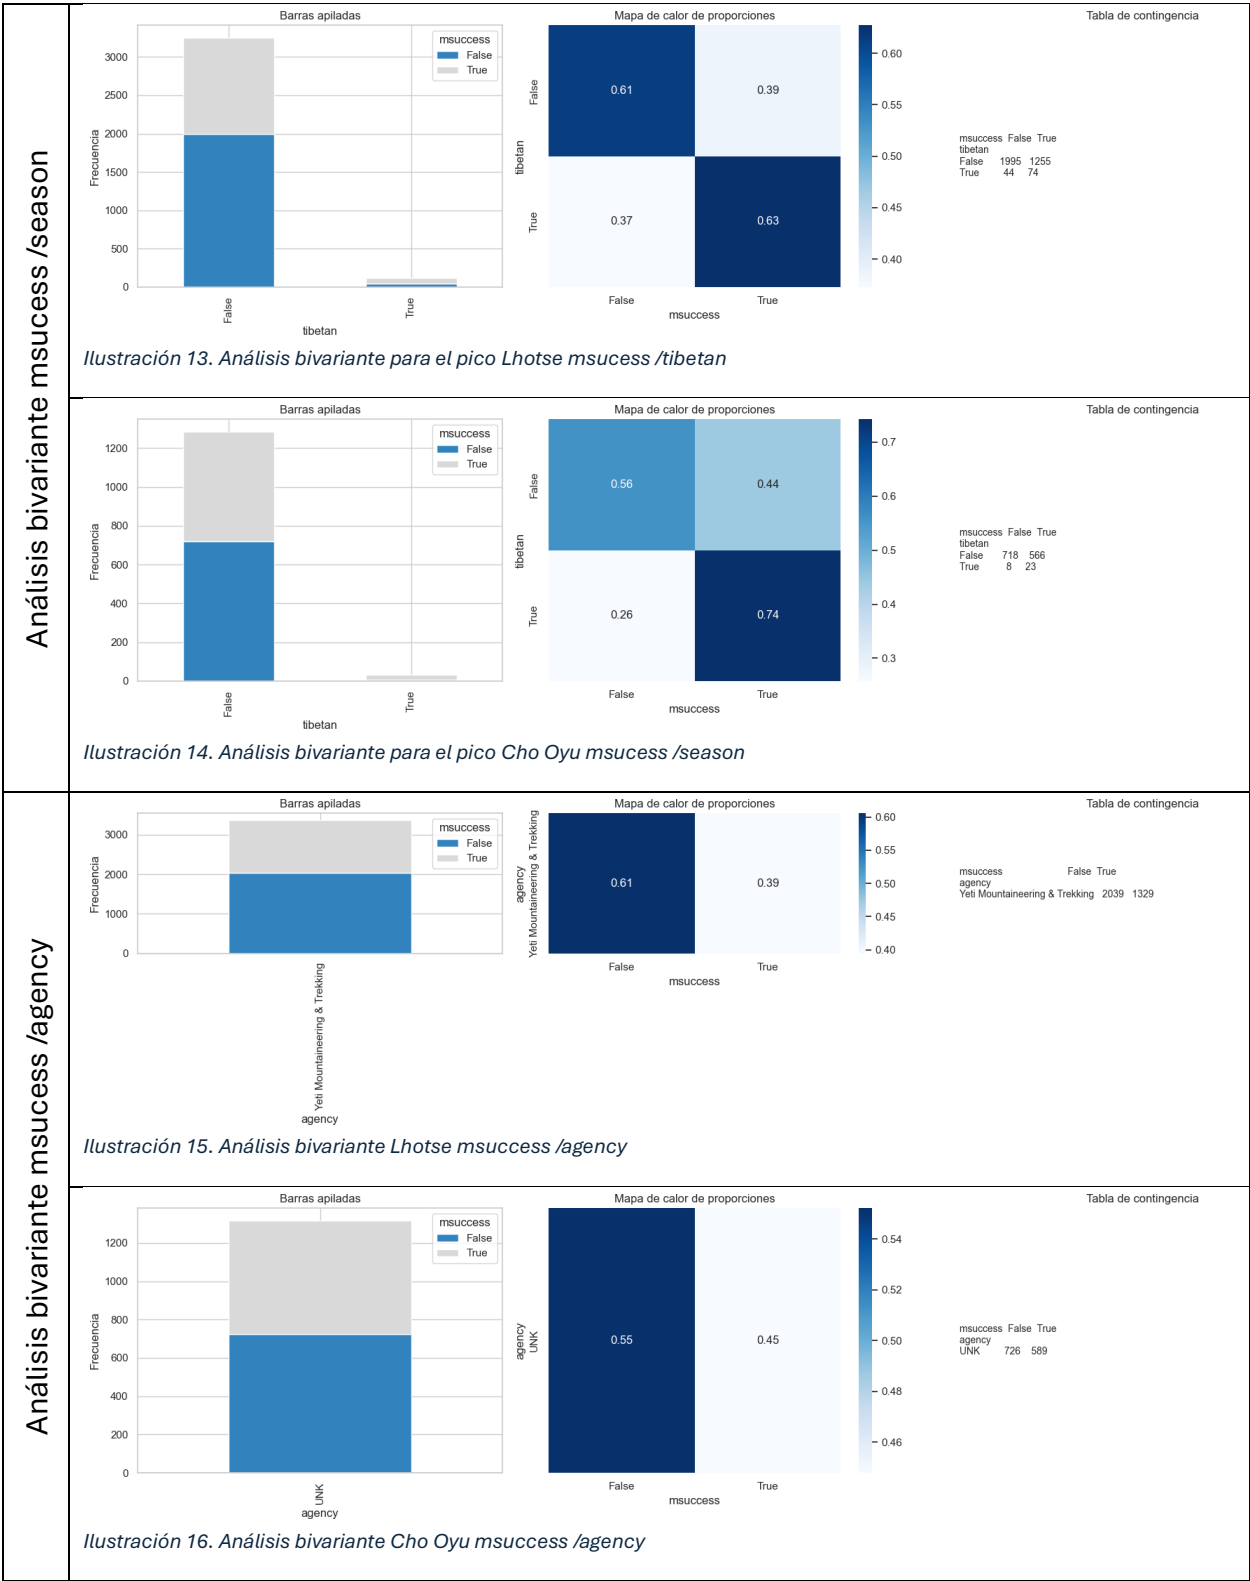 Análisis bivariante msucess /season
Barras apiladas
msuccess
False
True
Frecuencia
3000
2500
2000
1500
1000
500
0
False
True
tibetan
Mapa de calor de proporciones
tibetan
False
True
0.61
0.39
0.37
0.63
False
True
msuccess
0.60
0.55
0.50
0.45
0.40
Tabla de contingencia
msuccess False True
tibetan
False 1995 1255
True 44 74
Ilustración 13. Análisis bivariante para el pico Lhotse msucess /tibetan
Barras apiladas
msuccess
False
True
Frecuencia
1200
1000
800
600
400
200
0
False
True
tibetan
Mapa de calor de proporciones
tibetan
False
True
0.56
0.44
0.26
0.74
False
True
msuccess
0.7
0.6
0.5
0.4
0.3
Tabla de contingencia
msuccess False True
tibetan
False 718 566
True 8 23
Ilustración 14. Análisis bivariante para el pico Cho Oyu msucess /season
Análisis bivariante msucess /agency
Barras apiladas
msuccess
False
True
Frecuencia
3000
2000
1000
0
Yeti Mountaineering & Trekking
agency
Mapa de calor de proporciones
agency
Yeti Mountaineering & Trekking
0.61
0.39
False
True
msuccess
0.60
0.55
0.50
0.45
0.40
Tabla de contingencia
msuccess False True
agency
Yeti Mountaineering & Trekking 2039 1329
Ilustración 15. Análisis bivariante Lhotse msuccess /agency
Barras apiladas
msuccess
False
True
Frecuencia
1200
1000
800
600
400
200
0
UNK
agency
Mapa de calor de proporciones
agency
UNK
0.55
0.45
False
True
msuccess
0.54
0.52
0.50
0.48
0.46
Tabla de contingencia
msuccess False True
agency
UNK 726 589
Ilustración 16. Análisis bivariante Cho Oyu msuccess /agency